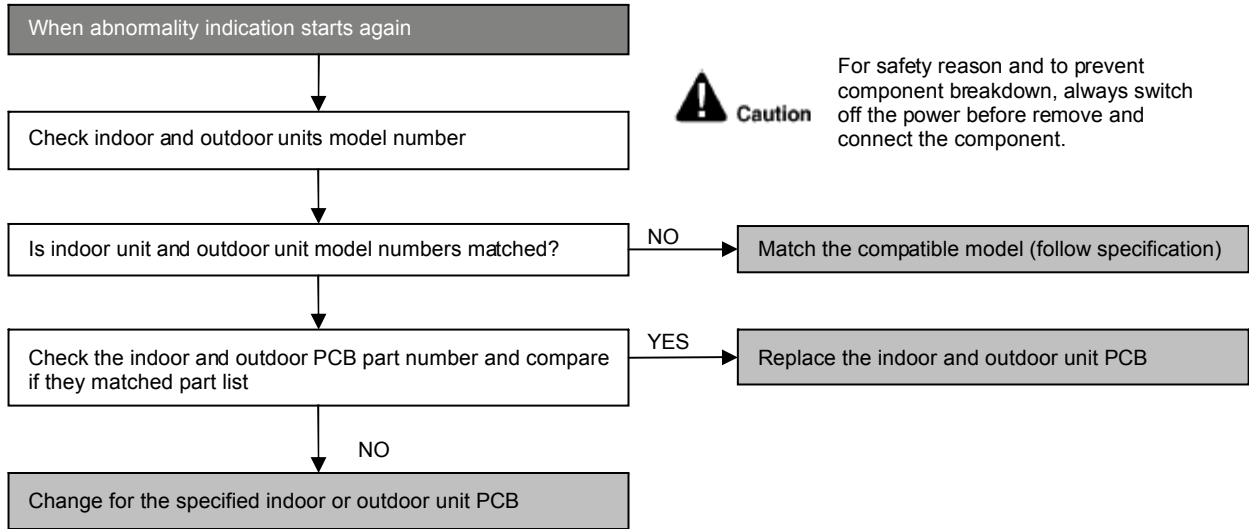 When abnormality indication starts again
For safety reason and to prevent
component breakdown, always switch
off the power before remove and
connect the component.
Caution
Check indoor and outdoor units model number
Is indoor unit and outdoor unit model numbers matched?
NO
Match the compatible model (follow specification)
Check the indoor and outdoor PCB part number and compare
if they matched part list
YES
Replace the indoor and outdoor unit PCB
NO
Change for the specified indoor or outdoor unit PCB